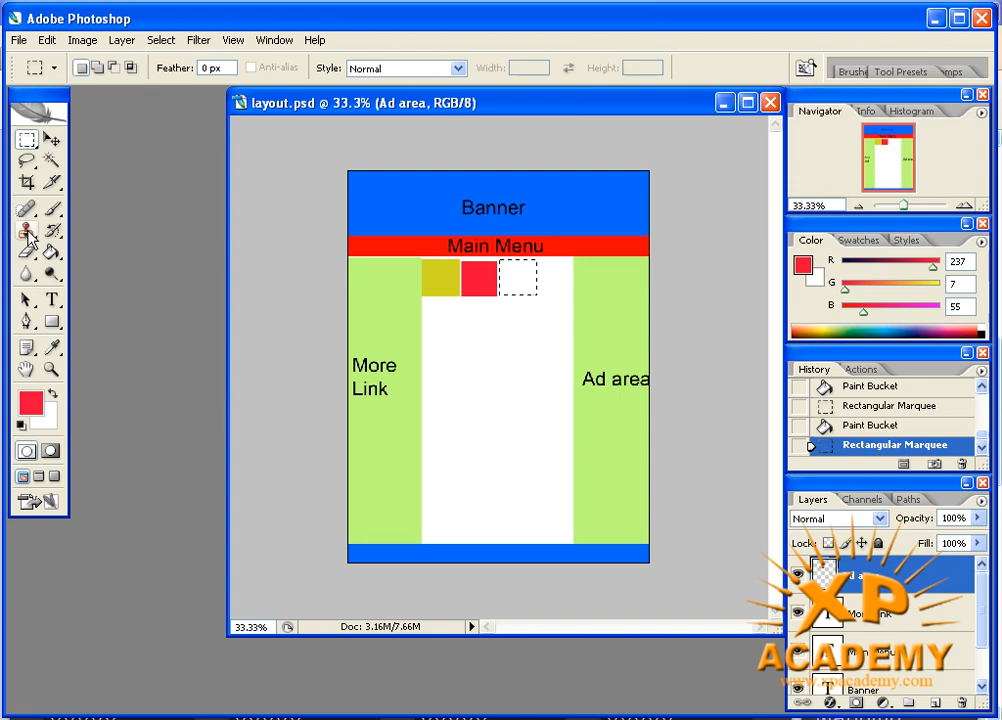 Adobe Photoshop
File Edit Image Layer Select Filter View Window Help
Feather: 0 px Anti-alias Style: Normal Width: Height:
Brushe Tool Presets mps
layout.psd @ 33.3% (Ad area, RGB/8)
Banner
Main Menu
More
Link
Ad area
33.33% Doc: 3.16M/7.66M
Navigator Info Histogram
33.33%
Color Swatches Styles
R 237
G 7
B 55
History Actions
Paint Bucket
Rectangular Marquee
Paint Bucket
Rectangular Marquee
Layers Channels Paths
Normal Opacity: 100%
Lock: Fill: 100%
Banner
XP
ACADEMY
www.xpacademy.com